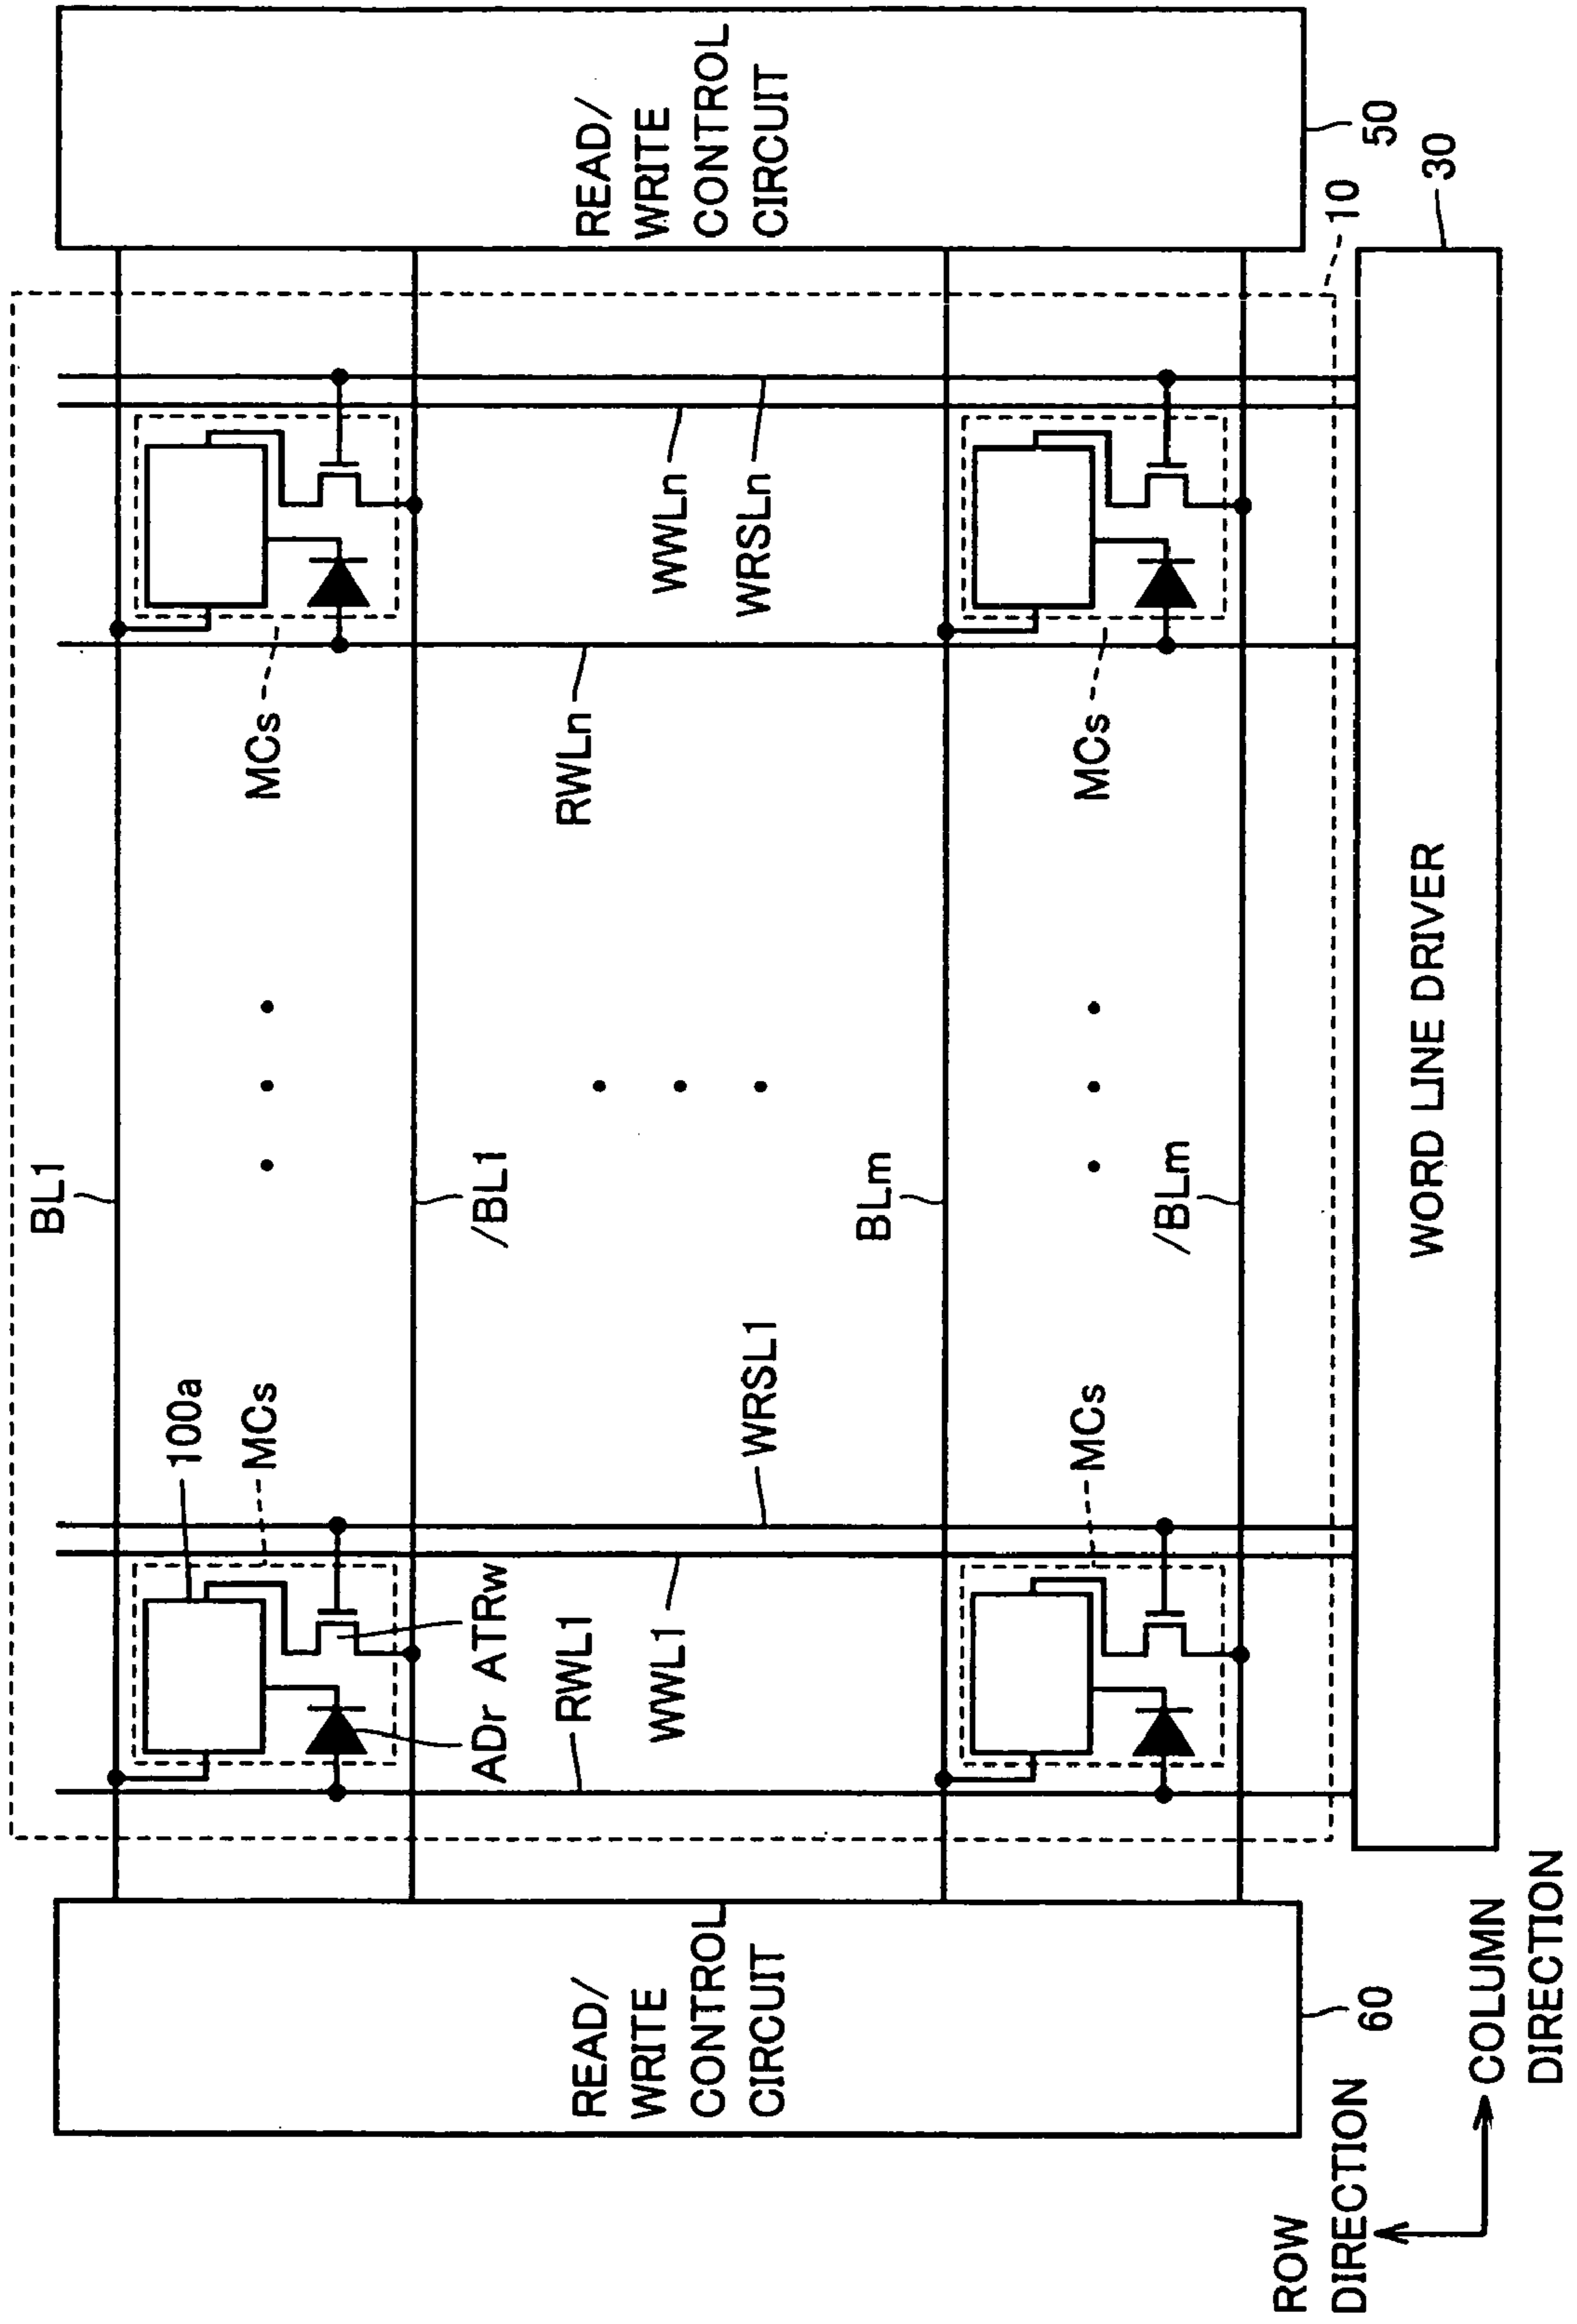 READ/
WRITE
CONTROL
CIRCUIT
50
10
30
WWLn
WRSLn
MCs
RWLn
MCs
BL1
/BL1
BLm
/BLm
WORD LINE DRIVER
100a
MCs
WRSL1
MCs
ADr ATRw
RWL1
WWL1
READ/
WRITE
CONTROL
CIRCUIT
60
ROW
DIRECTION
COLUMN
DIRECTION